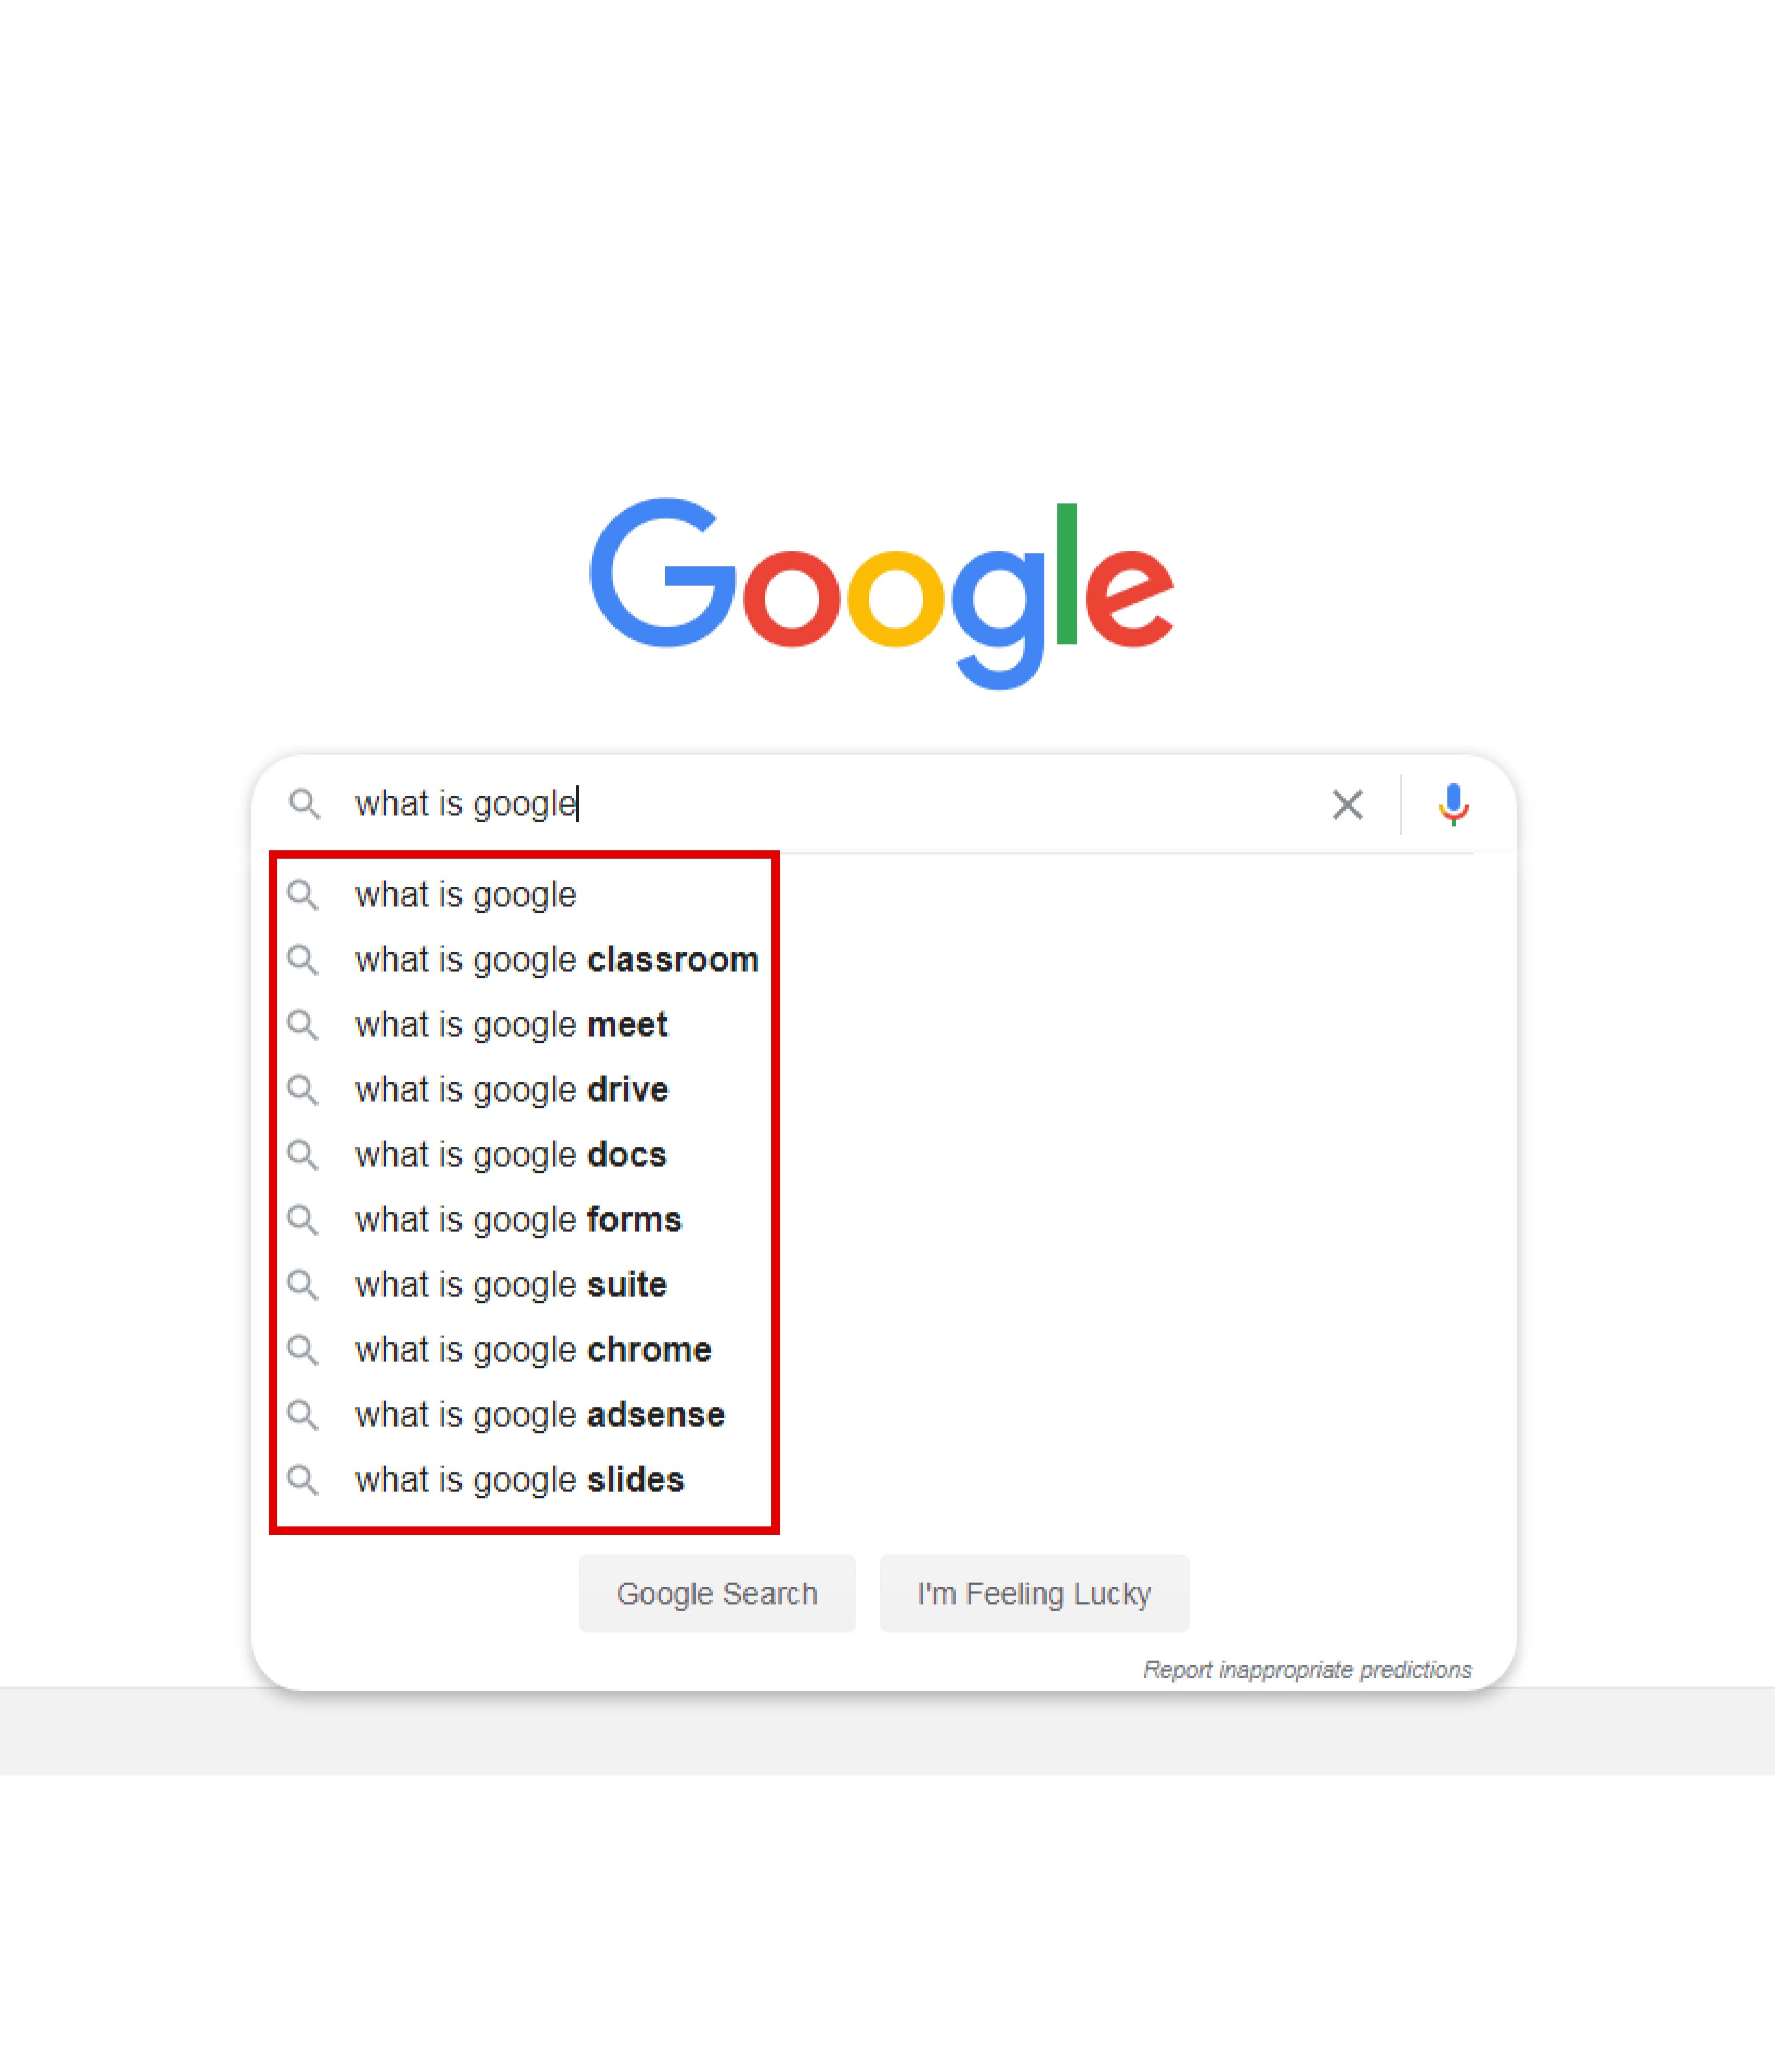 Google
what is google
what is google
what is google classroom
what is google meet
what is google drive
what is google docs
what is google forms
what is google suite
what is google chrome
what is google adsense
what is google slides
Google Search I'm Feeling Lucky
Report inappropriate predictions